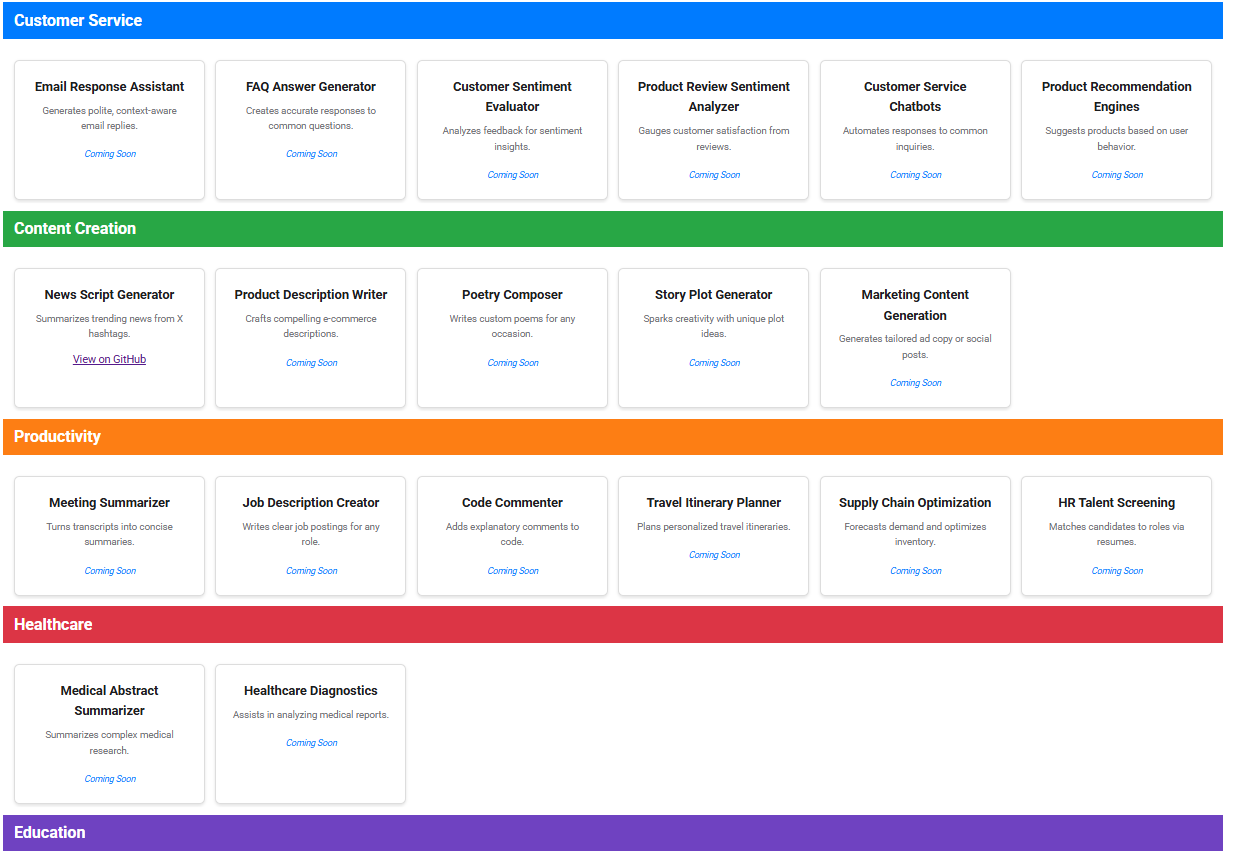 Customer Service
Email Response Assistant
Generates polite, context-aware
email replies.
Coming Soon
FAQ Answer Generator
Creates accurate responses to
common questions.
Coming Soon
Customer Sentiment
Evaluator
Analyzes feedback for sentiment
insights.
Coming Soon
Product Review Sentiment
Analyzer
Gauges customer satisfaction from
reviews.
Coming Soon
Customer Service
Chatbots
Automates responses to common
inquiries.
Coming Soon
Product Recommendation
Engines
Suggests products based on user
behavior.
Coming Soon
Content Creation
News Script Generator
Summarizes trending news from X
hashtags.
View on GitHub
Product Description Writer
Crafts compelling e-commerce
descriptions.
Coming Soon
Poetry Composer
Writes custom poems for any
occasion.
Coming Soon
Story Plot Generator
Sparks creativity with unique plot
ideas.
Coming Soon
Marketing Content
Generation
Generates tailored ad copy or social
posts.
Coming Soon
Productivity
Meeting Summarizer
Turns transcripts into concise
summaries.
Coming Soon
Job Description Creator
Writes clear job postings for any
role.
Coming Soon
Code Commenter
Adds explanatory comments to
code.
Coming Soon
Travel Itinerary Planner
Plans personalized travel itineraries.
Coming Soon
Supply Chain Optimization
Forecasts demand and optimizes
inventory.
Coming Soon
HR Talent Screening
Matches candidates to roles via
resumes.
Coming Soon
Healthcare
Medical Abstract
Summarizer
Summarizes complex medical
research.
Coming Soon
Healthcare Diagnostics
Assists in analyzing medical reports.
Coming Soon
Education